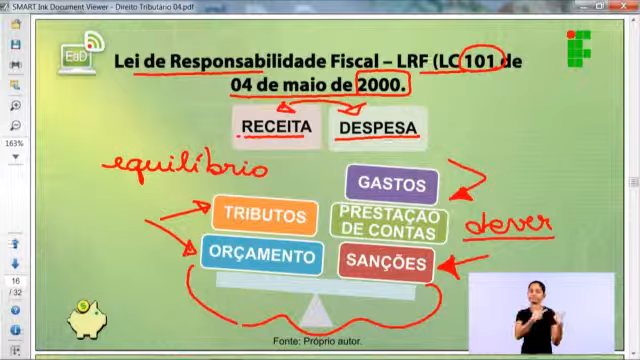 SMART Ink Document Viewer - Direito Tributário 04.pdf
EaD
Lei de Responsabilidade Fiscal – LRF (LC 101 de
04 de maio de 2000.
RECEITA DESPESA
equilíbrio
GASTOS
TRIBUTOS PRESTAÇÃO
DE CONTAS
dever
ORÇAMENTO SANÇÕES
Fonte: Próprio autor.
163%
16
/ 32